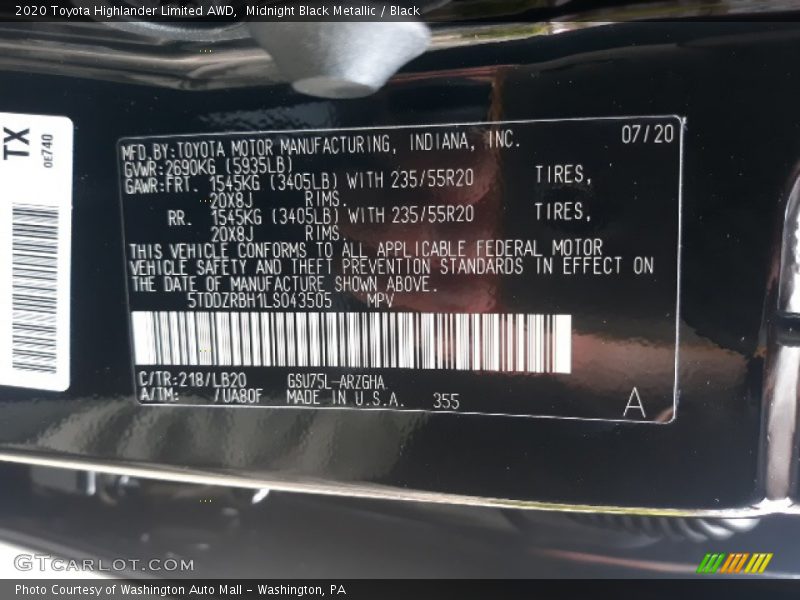 2020 Toyota Highlander Limited AWD, Midnight Black Metallic / Black
TX
0E740
07/20
MFD.BY:TOYOTA MOTOR MANUFACTURING, INDIANA, INC.
GVWR:2690KG (5935LB)
GAWR:FRT. 1545KG (3405LB) WITH 235/55R20 TIRES,
20X8J RIMS.
RR. 1545KG (3405LB) WITH 235/55R20 TIRES,
20X8J RIMS.
THIS VEHICLE CONFORMS TO ALL APPLICABLE FEDERAL MOTOR
VEHICLE SAFETY AND THEFT PREVENTION STANDARDS IN EFFECT ON
THE DATE OF MANUFACTURE SHOWN ABOVE.
5TDDZRBH1LS043505 MPV
C/TR:218/LB20 GSU75L-ARZGHA
A/TM: /UA80F MADE IN U.S.A. 355
A
GTCARLOT.COM
Photo Courtesy of Washington Auto Mall - Washington, PA